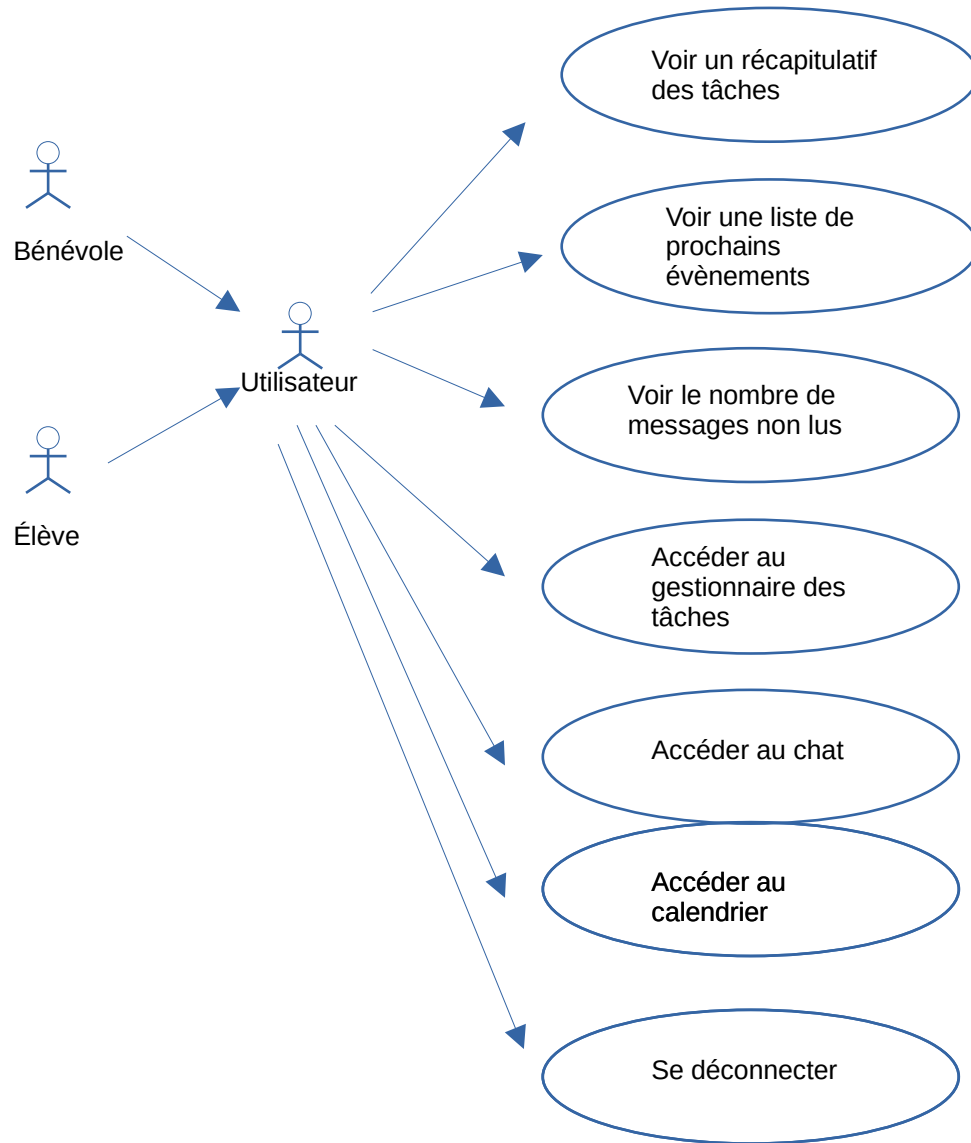 Voir un récapitulatif
des tâches
Bénévole
Voir une liste de
prochains
évènements
Utilisateur
Voir le nombre de
messages non lus
Élève
Accéder au
gestionnaire des
tâches
Accéder au chat
Accéder au
calendrier
Se déconnecter